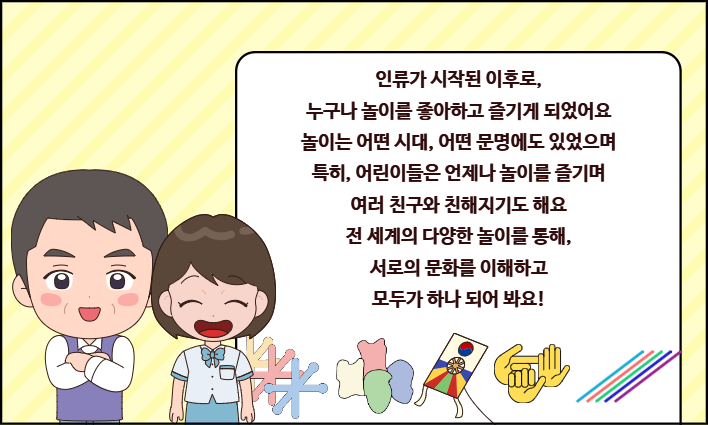 인류가 시작된 이후로,
누구나 놀이를 좋아하고 즐기게 되었어요
놀이는 어떤 시대, 어떤 문명에도 있었으며
특히, 어린이들은 언제나 놀이를 즐기며
여러 친구와 친해지기도 해요
전 세계의 다양한 놀이를 통해,
서로의 문화를 이해하고
모두가 하나 되어 봐요!